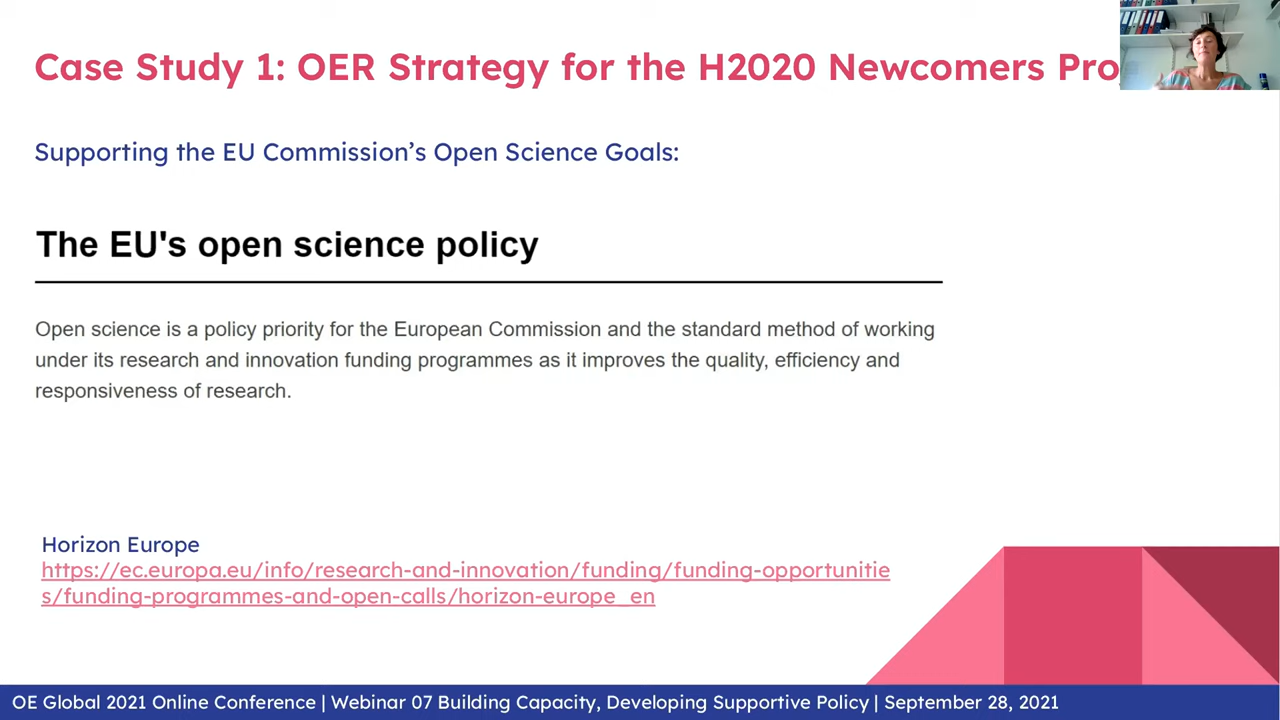 Case Study 1: OER Strategy for the H2020 Newcomers Pro
Supporting the EU Commission’s Open Science Goals:
The EU's open science policy
Open science is a policy priority for the European Commission and the standard method of working
under its research and innovation funding programmes as it improves the quality, efficiency and
responsiveness of research.
Horizon Europe
https://ec.europa.eu/info/research-and-innovation/funding/funding-opportunitie
s/funding-programmes-and-open-calls/horizon-europe_en
OE Global 2021 Online Conference | Webinar 07 Building Capacity, Developing Supportive Policy | September 28, 2021